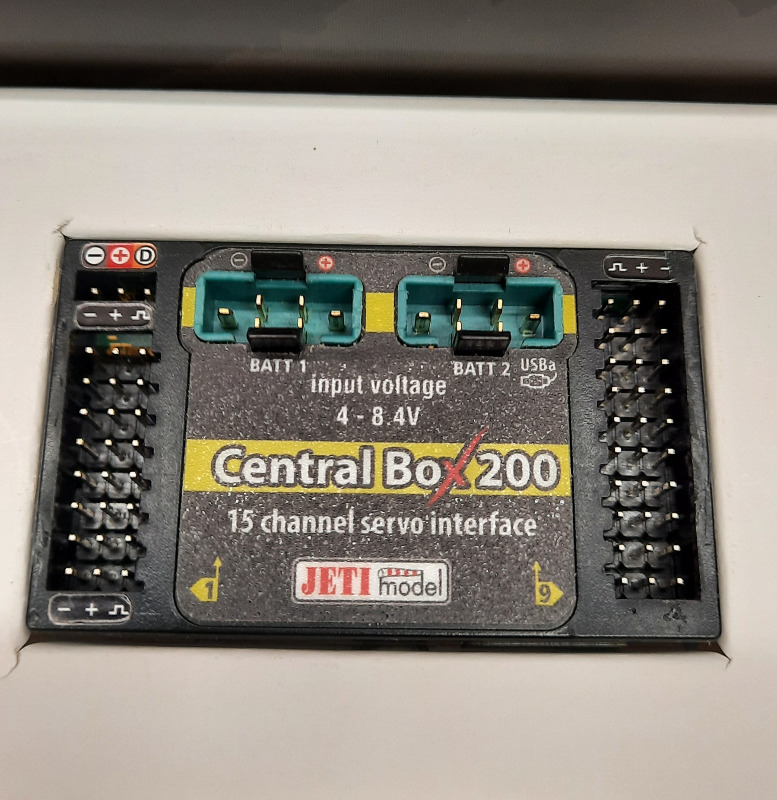 − + D
− + − +
− + ⎍
⎍ + −
BATT 1
BATT 2 USBa
input voltage
4 - 8.4V
Central Box 200
15 channel servo interface
JETI model
1
9
− + ⎍